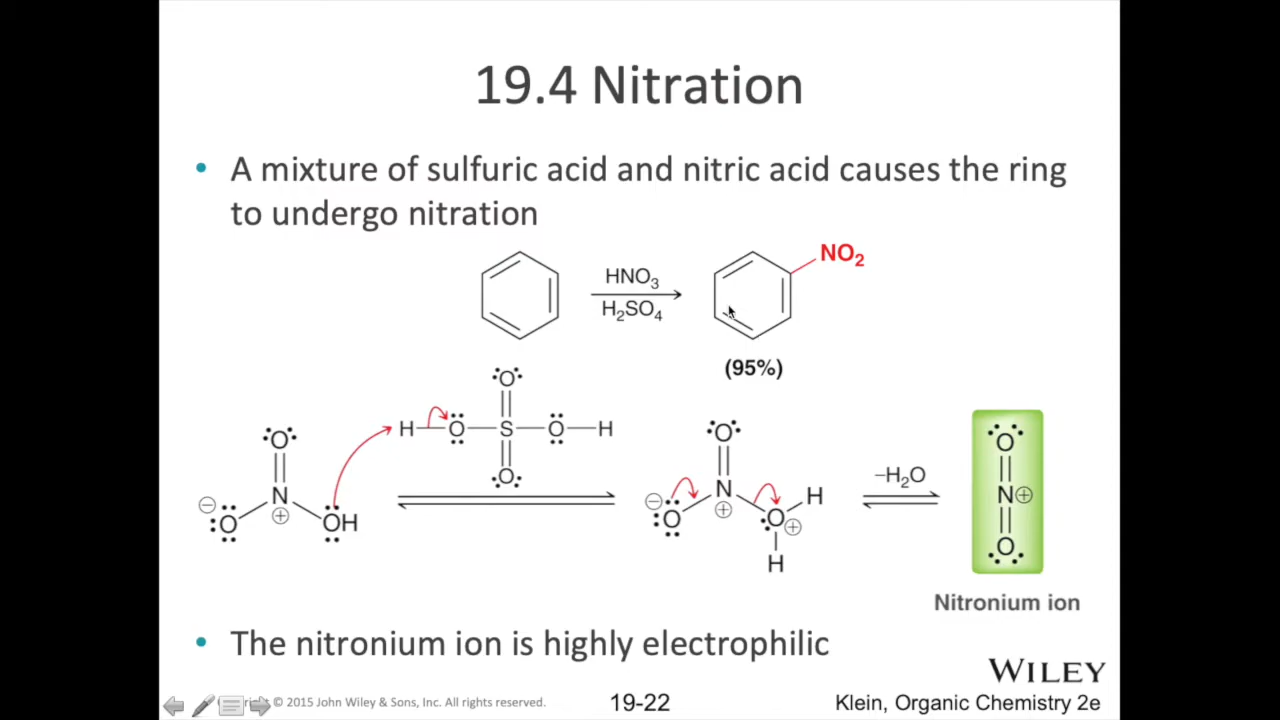 19.4 Nitration
• A mixture of sulfuric acid and nitric acid causes the ring
to undergo nitration
NO₂
HNO₃
H₂SO₄
(95%)
O
H O S O H
O
O
N
⊖ O ⊕ OH
O
N
⊖ O ⊕ O ⊕ H
H
–H₂O
O
N⊕
O
Nitronium ion
• The nitronium ion is highly electrophilic
WILEY
© 2015 John Wiley & Sons, Inc. All rights reserved.
19-22
Klein, Organic Chemistry 2e